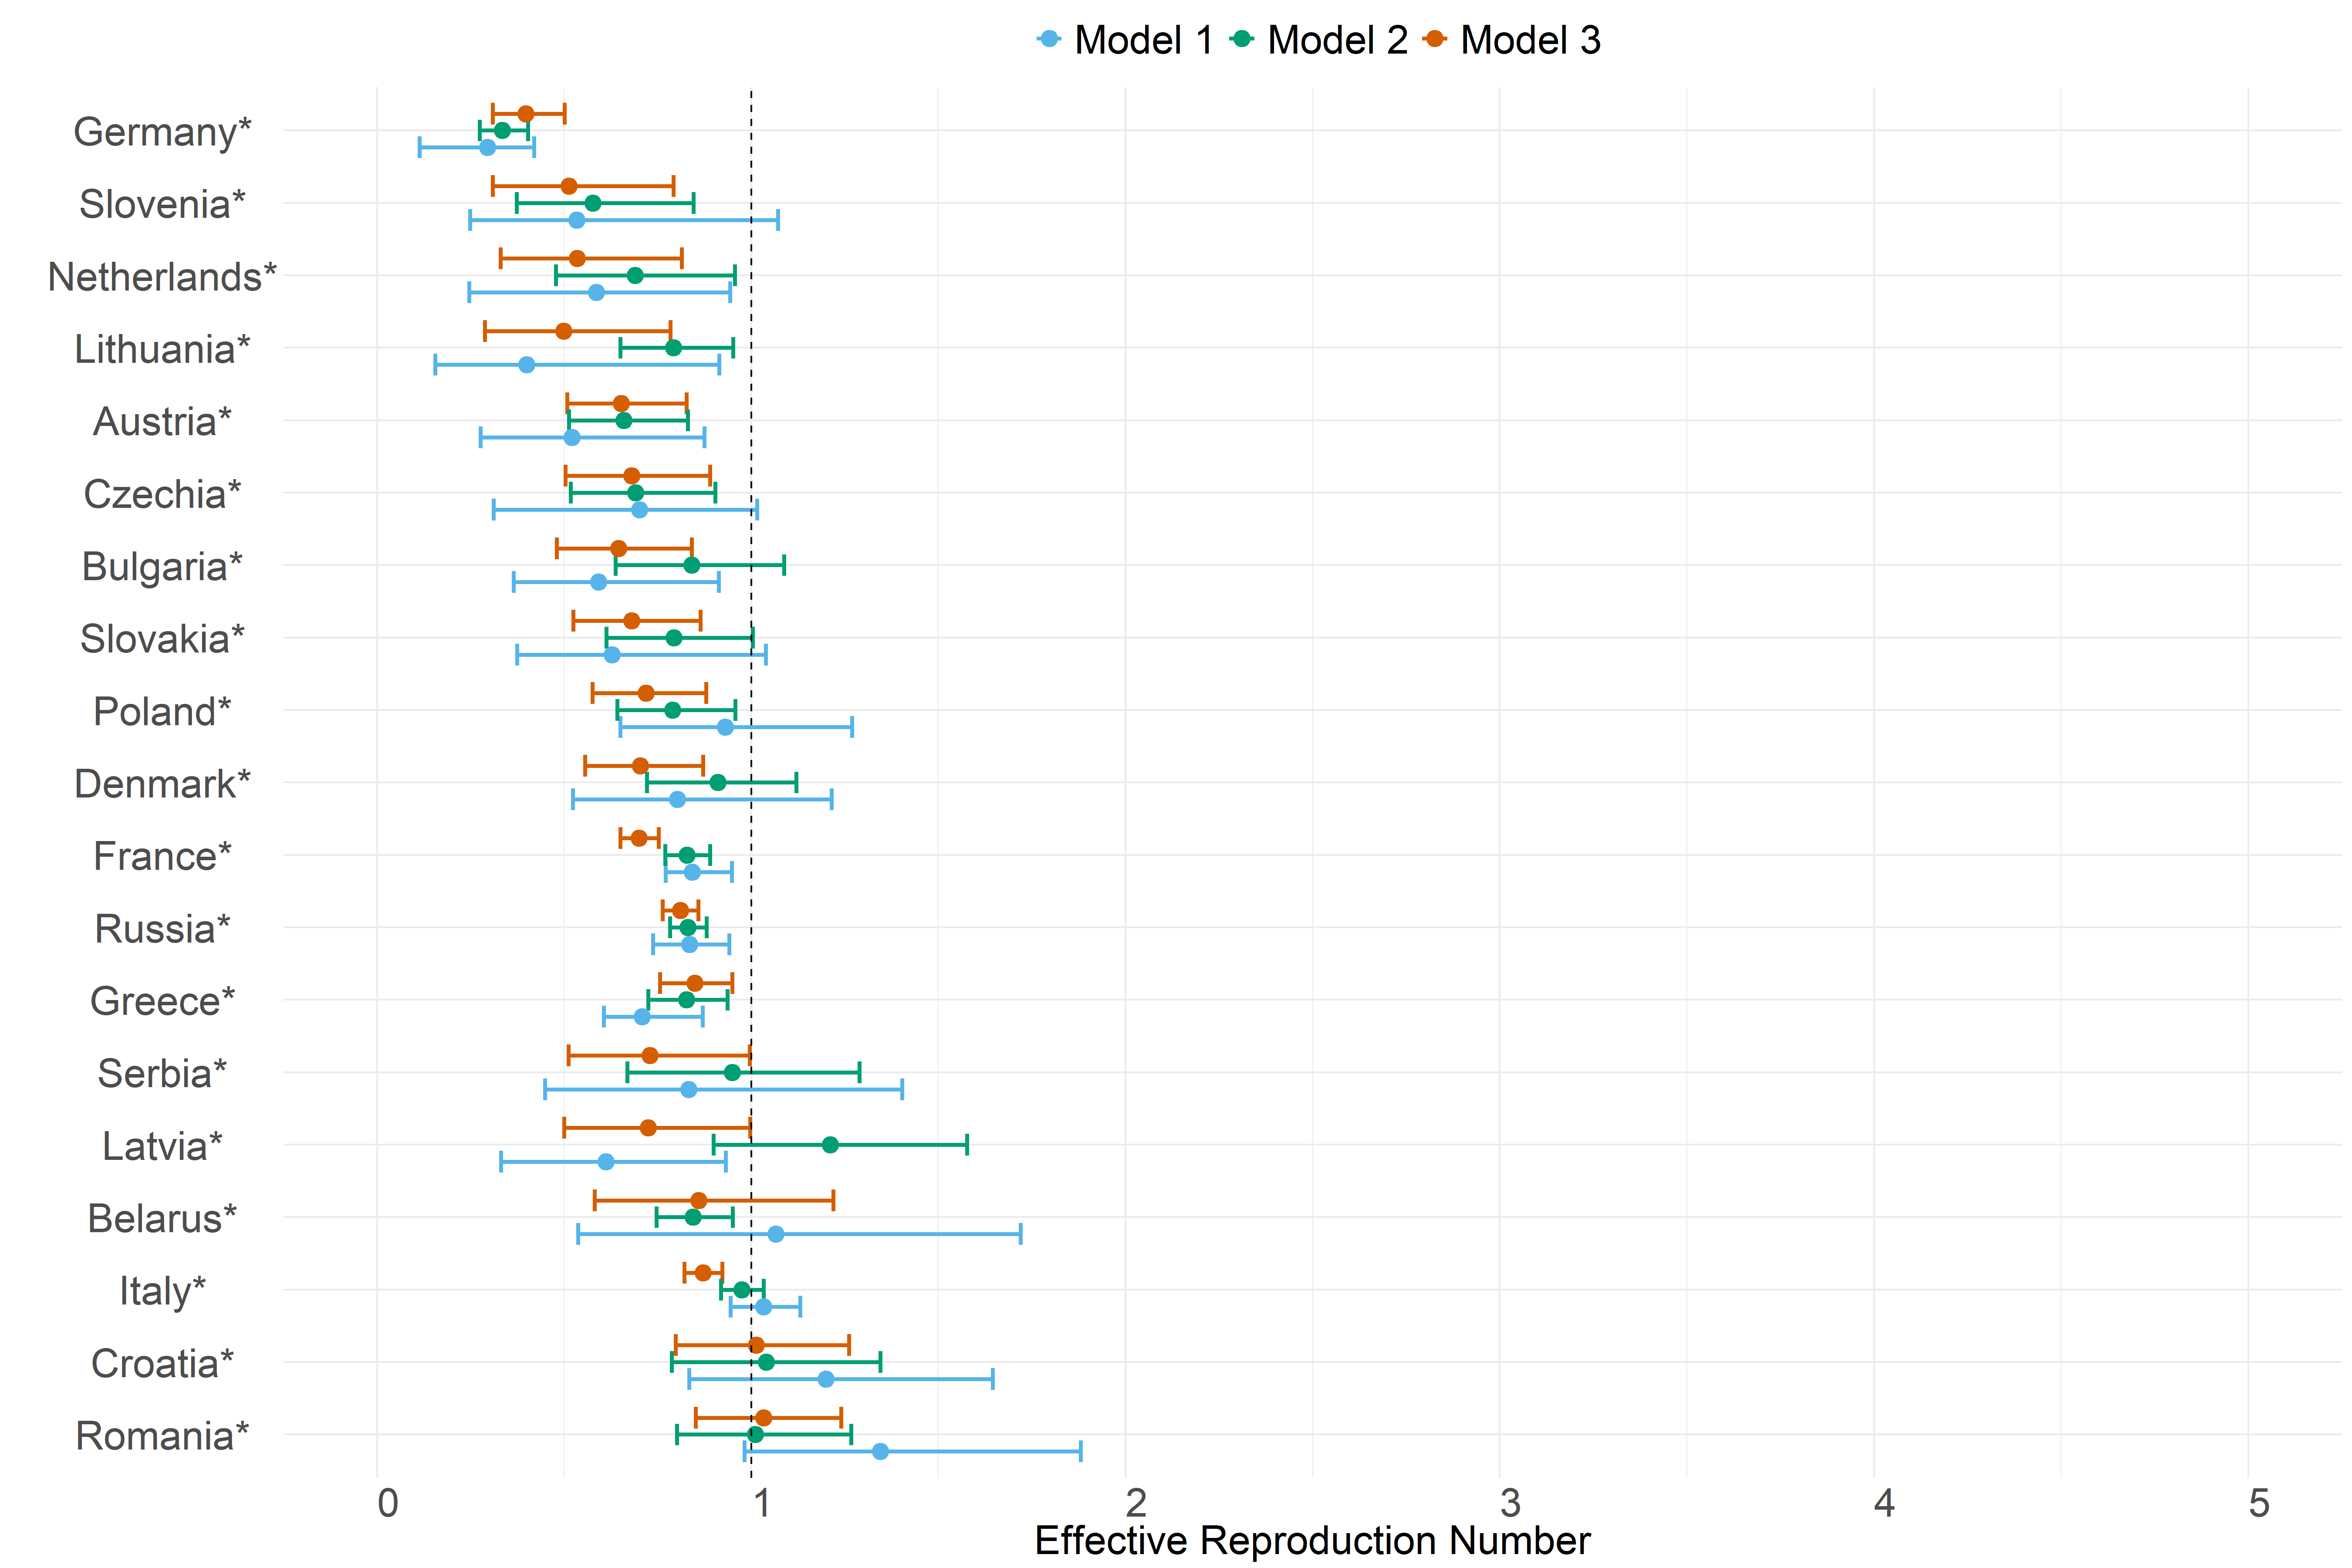 Model 1 Model 2 Model 3
Germany*
Slovenia*
Netherlands*
Lithuania*
Austria*
Czechia*
Bulgaria*
Slovakia*
Poland*
Denmark*
France*
Russia*
Greece*
Serbia*
Latvia*
Belarus*
Italy*
Croatia*
Romania*
0 1 2 3 4 5
Effective Reproduction Number